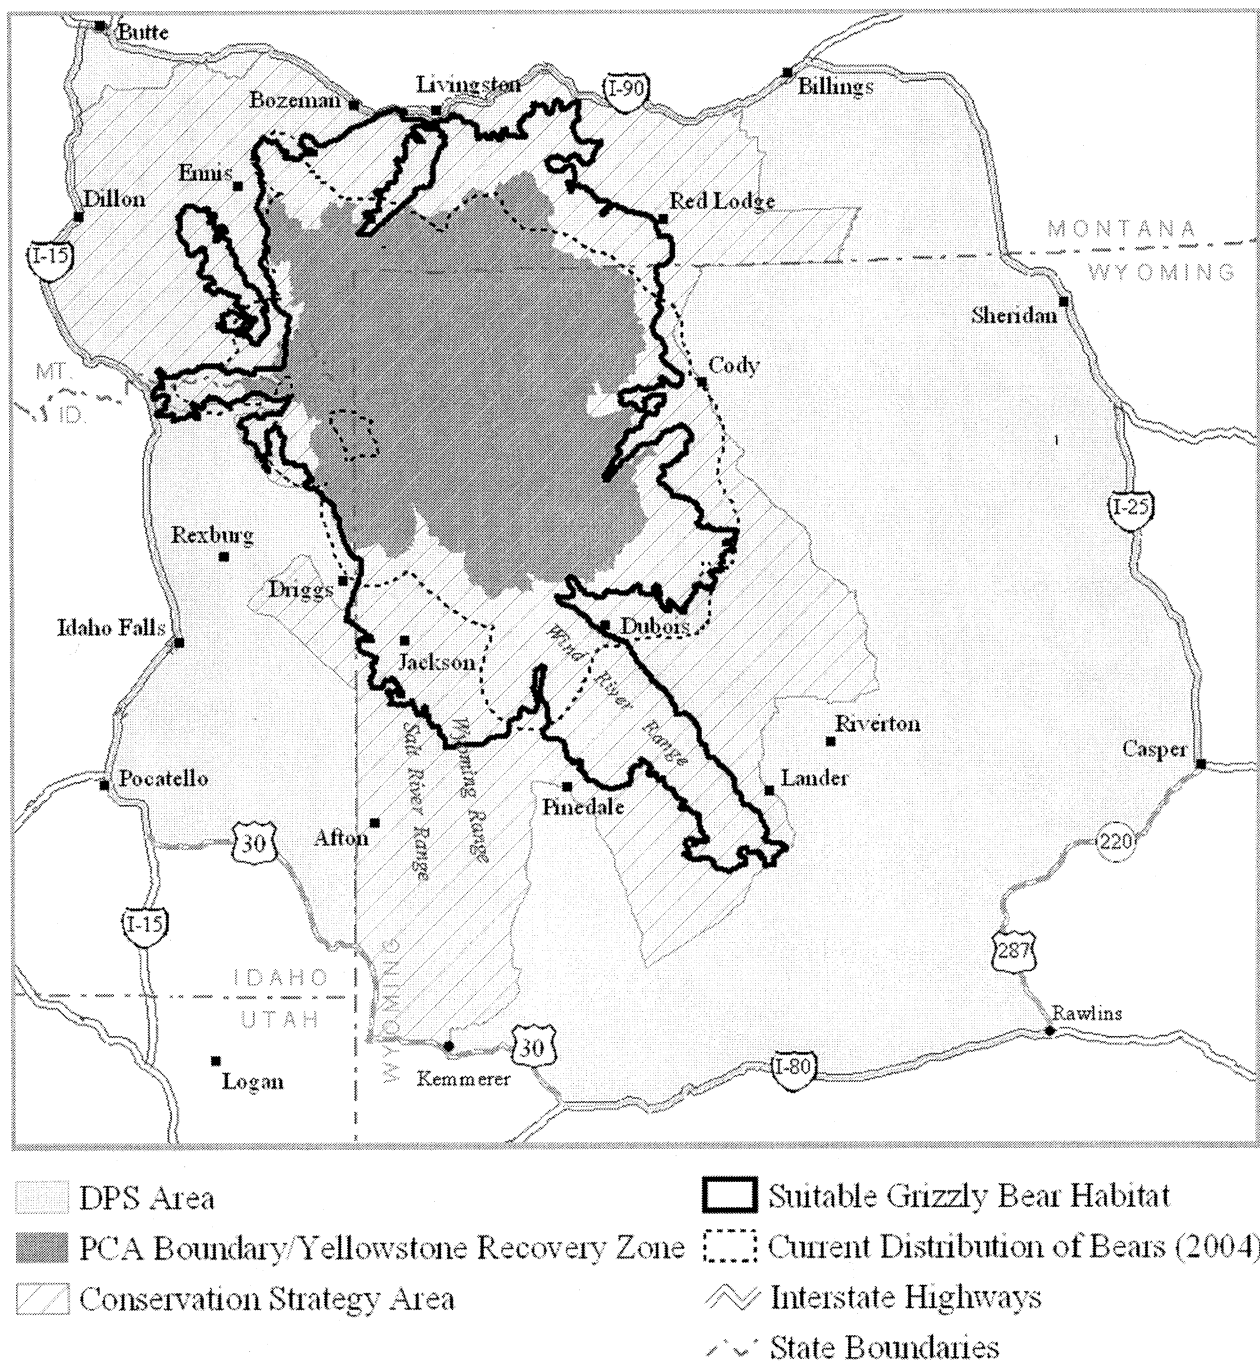 Butte
Livingston
I-90
Billings
Bozeman
Ennis
Dillon
Red Lodge
MONTANA
I-15
WYOMING
Sheridan
Cody
MT.
ID.
I-25
Rexburg
Driggs
Idaho Falls
Dubois
Jackson
Wind River Range
Riverton
Salt River Range
Wyoming Range
Casper
Pocatello
Lander
Pinedale
Afton
30
220
I-15
287
IDAHO
WYOMING
UTAH
Rawlins
30
I-80
Kemmerer
Logan
DPS Area
Suitable Grizzly Bear Habitat
PCA Boundary/Yellowstone Recovery Zone
Current Distribution of Bears (2004)
Conservation Strategy Area
Interstate Highways
State Boundaries